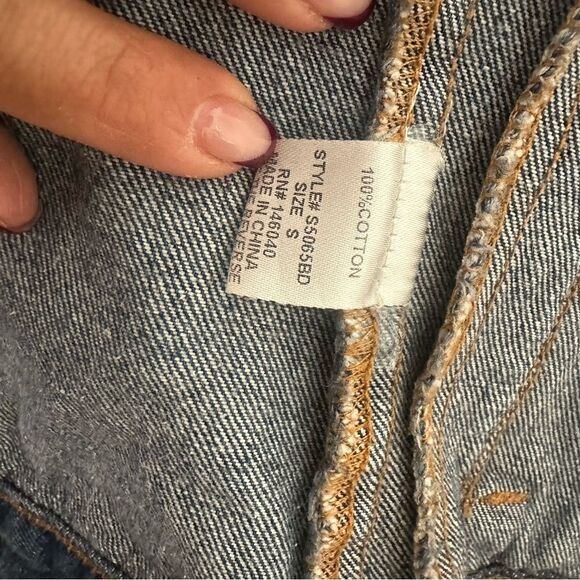 100%COTTON
STYLE# S5065BD
SIZE S
RN# 146040
MADE IN CHINA
REVERSE